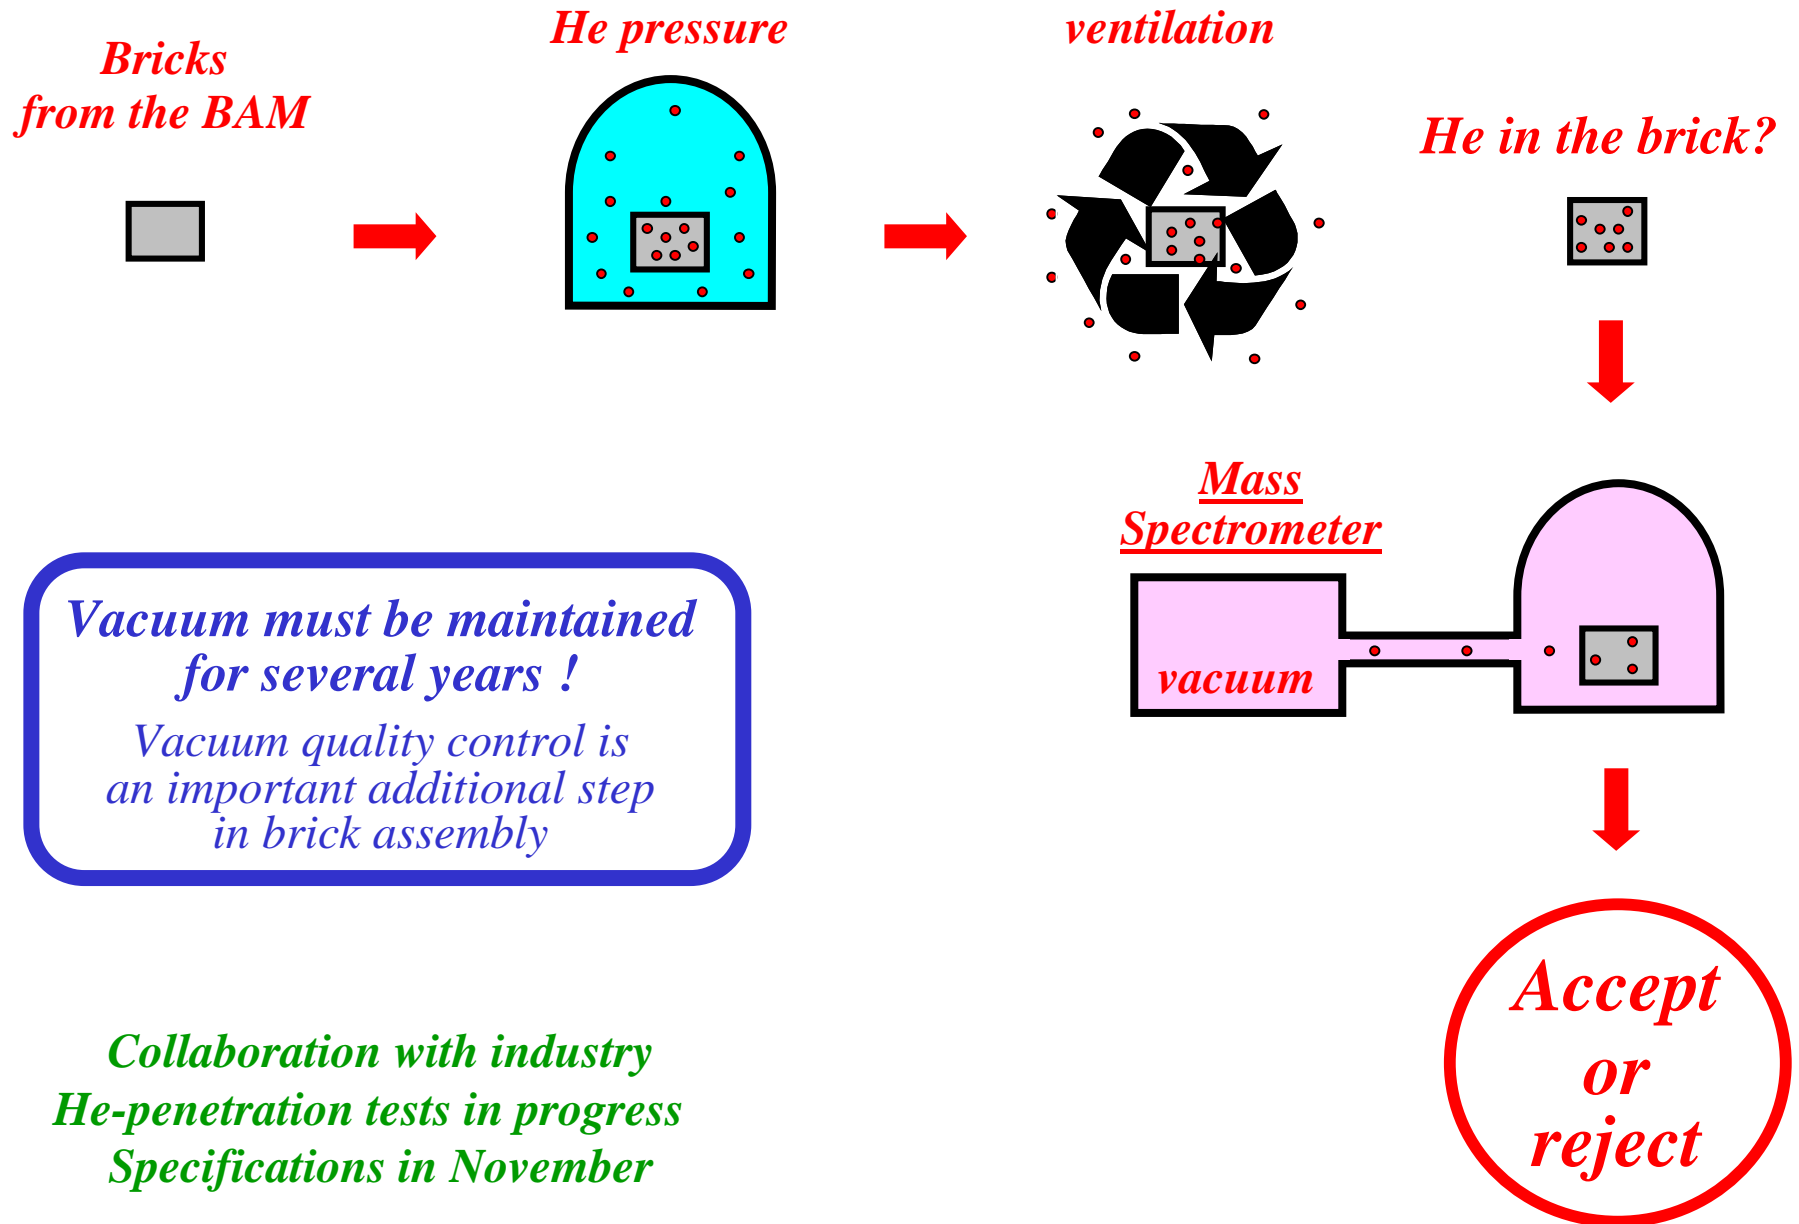 Bricks
from the BAM
He pressure
ventilation
He in the brick?
Mass
Spectrometer
vacuum
Vacuum must be maintained
for several years !
Vacuum quality control is
an important additional step
in brick assembly
Collaboration with industry
He-penetration tests in progress
Specifications in November
Accept
or
reject